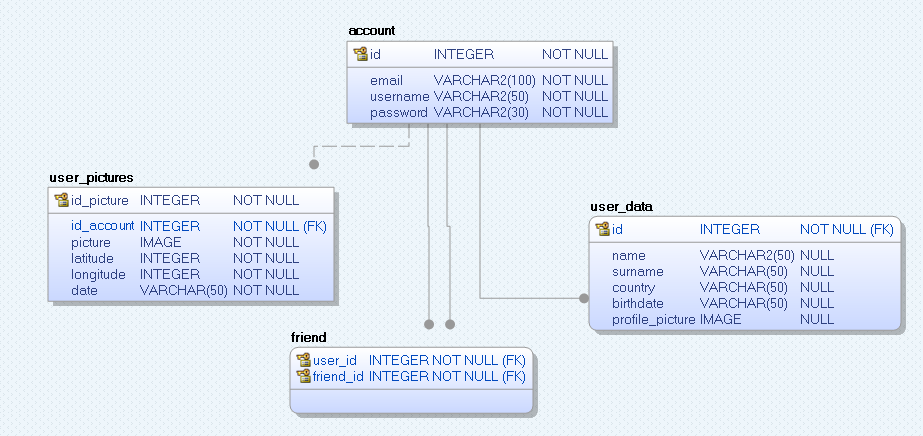 account
id INTEGER NOT NULL
email VARCHAR2(100) NOT NULL
username VARCHAR2(50) NOT NULL
password VARCHAR2(30) NOT NULL
user_pictures
id_picture INTEGER NOT NULL
id_account INTEGER NOT NULL (FK)
picture IMAGE NOT NULL
latitude INTEGER NOT NULL
longitude INTEGER NOT NULL
date VARCHAR(50) NOT NULL
user_data
id INTEGER NOT NULL (FK)
name VARCHAR2(50) NULL
surname VARCHAR(50) NULL
country VARCHAR(50) NULL
birthdate VARCHAR(50) NULL
profile_picture IMAGE NULL
friend
user_id INTEGER NOT NULL (FK)
friend_id INTEGER NOT NULL (FK)